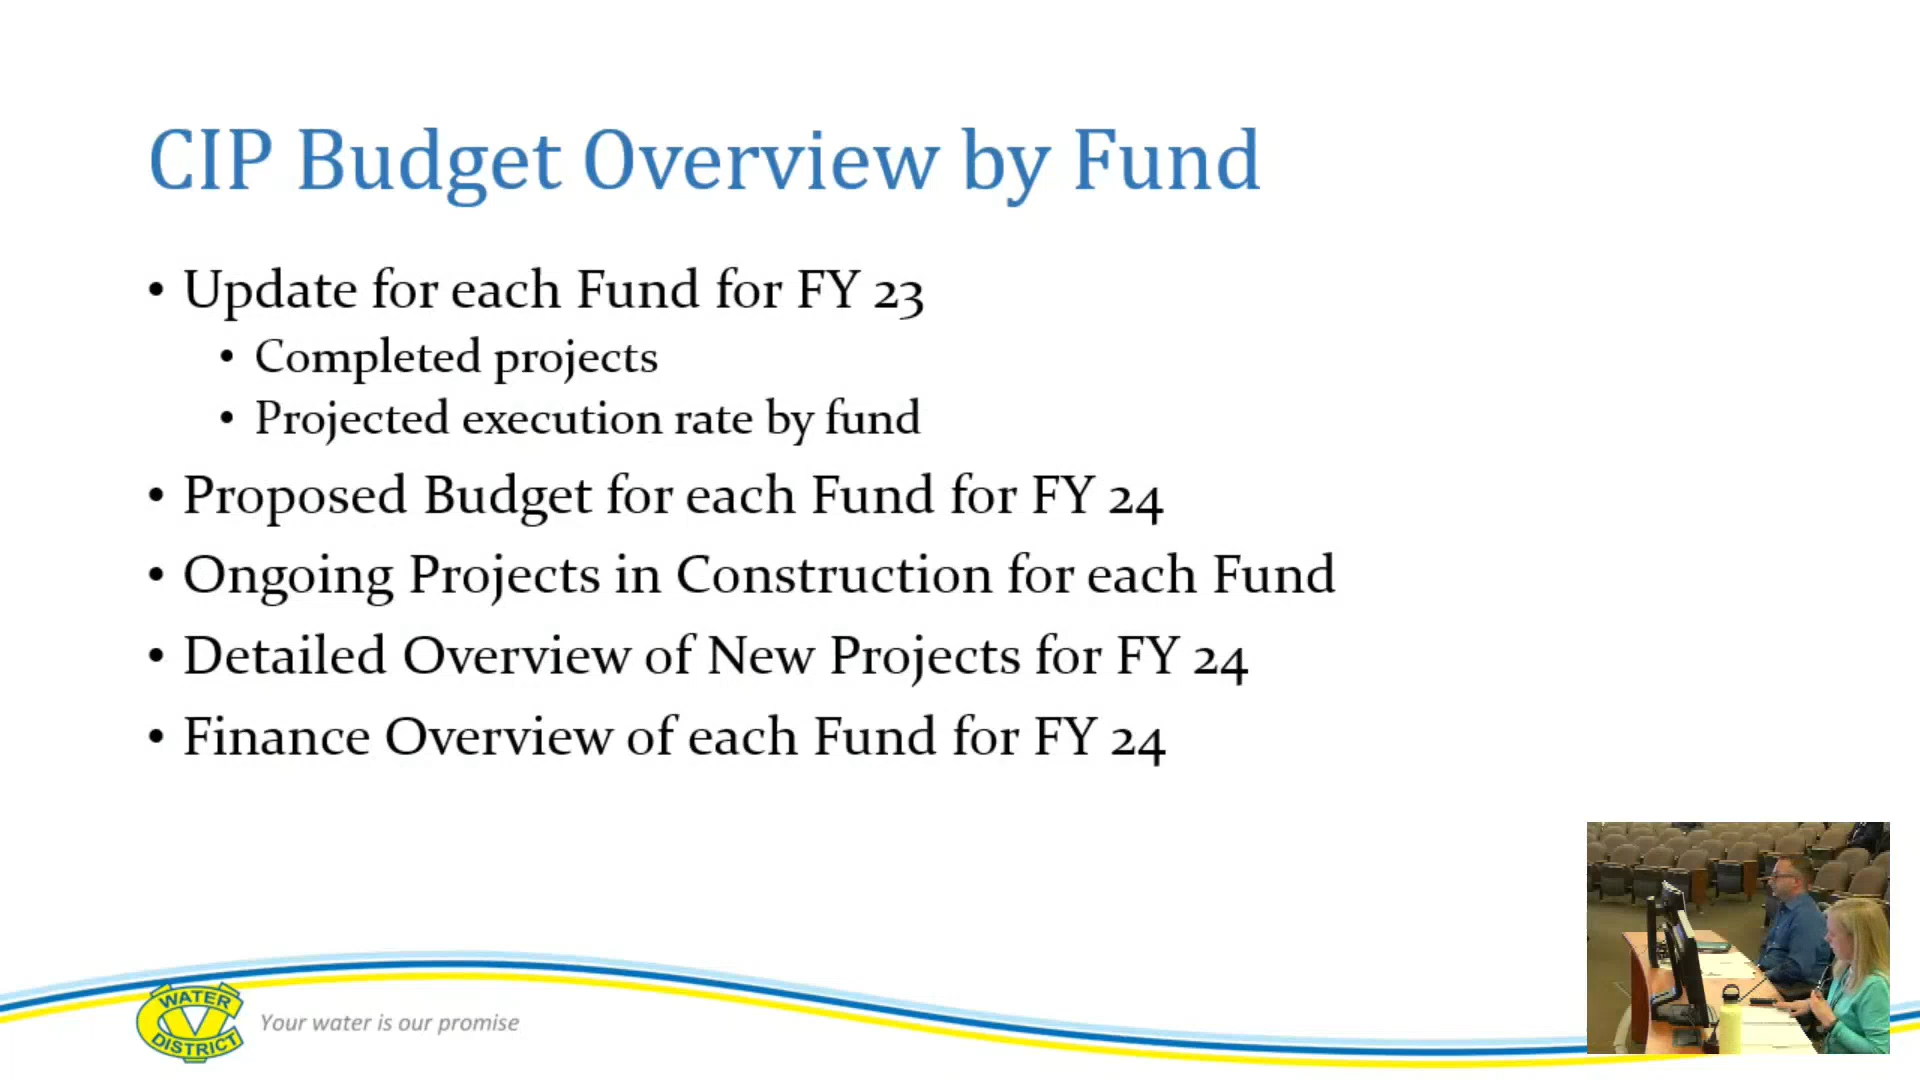 CIP Budget Overview by Fund
• Update for each Fund for FY 23
• Completed projects
• Projected execution rate by fund
• Proposed Budget for each Fund for FY 24
• Ongoing Projects in Construction for each Fund
• Detailed Overview of New Projects for FY 24
• Finance Overview of each Fund for FY 24
WATER
CV
DISTRICT
Your water is our promise